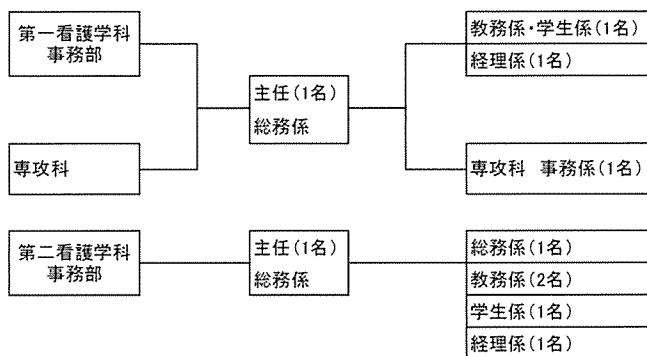 第一看護学科
事務部
専攻科
主任(1名)
総務係
教務係・学生係(1名)
経理係(1名)
専攻科 事務係(1名)
第二看護学科
事務部
主任(1名)
総務係
総務係(1名)
教務係(2名)
学生係(1名)
経理係(1名)